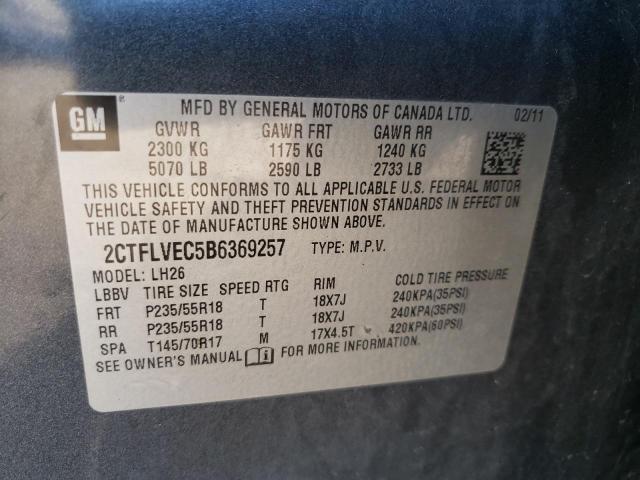 GM ® MFD BY GENERAL MOTORS OF CANADA LTD. 02/11
GVWR GAWR FRT GAWR RR
2300 KG 1175 KG 1240 KG
5070 LB 2590 LB 2733 LB
THIS VEHICLE CONFORMS TO ALL APPLICABLE U.S. FEDERAL MOTOR
VEHICLE SAFETY AND THEFT PREVENTION STANDARDS IN EFFECT ON
THE DATE OF MANUFACTURE SHOWN ABOVE.
2CTFLVEC5B6369257 TYPE: M.P.V.
MODEL: LH26
LBBV TIRE SIZE SPEED RTG RIM COLD TIRE PRESSURE
FRT P235/55R18 T 18X7J 240KPA(35PSI)
RR P235/55R18 T 18X7J 240KPA(35PSI)
SPA T145/70R17 M 17X4.5T 420KPA(60PSI)
SEE OWNER'S MANUAL FOR MORE INFORMATION.